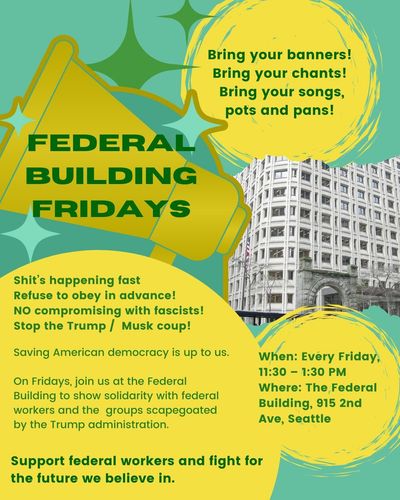 Bring your banners!
Bring your chants!
Bring your songs,
pots and pans!
FEDERAL
BUILDING
FRIDAYS
Shit's happening fast
Refuse to obey in advance!
NO compromising with fascists!
Stop the Trump / Musk coup!
Saving American democracy is up to us.
On Fridays, join us at the Federal
Building to show solidarity with federal
workers and the groups scapegoated
by the Trump administration.
When: Every Friday,
11:30 – 1:30 PM
Where: The Federal
Building, 915 2nd
Ave, Seattle
Support federal workers and fight for
the future we believe in.